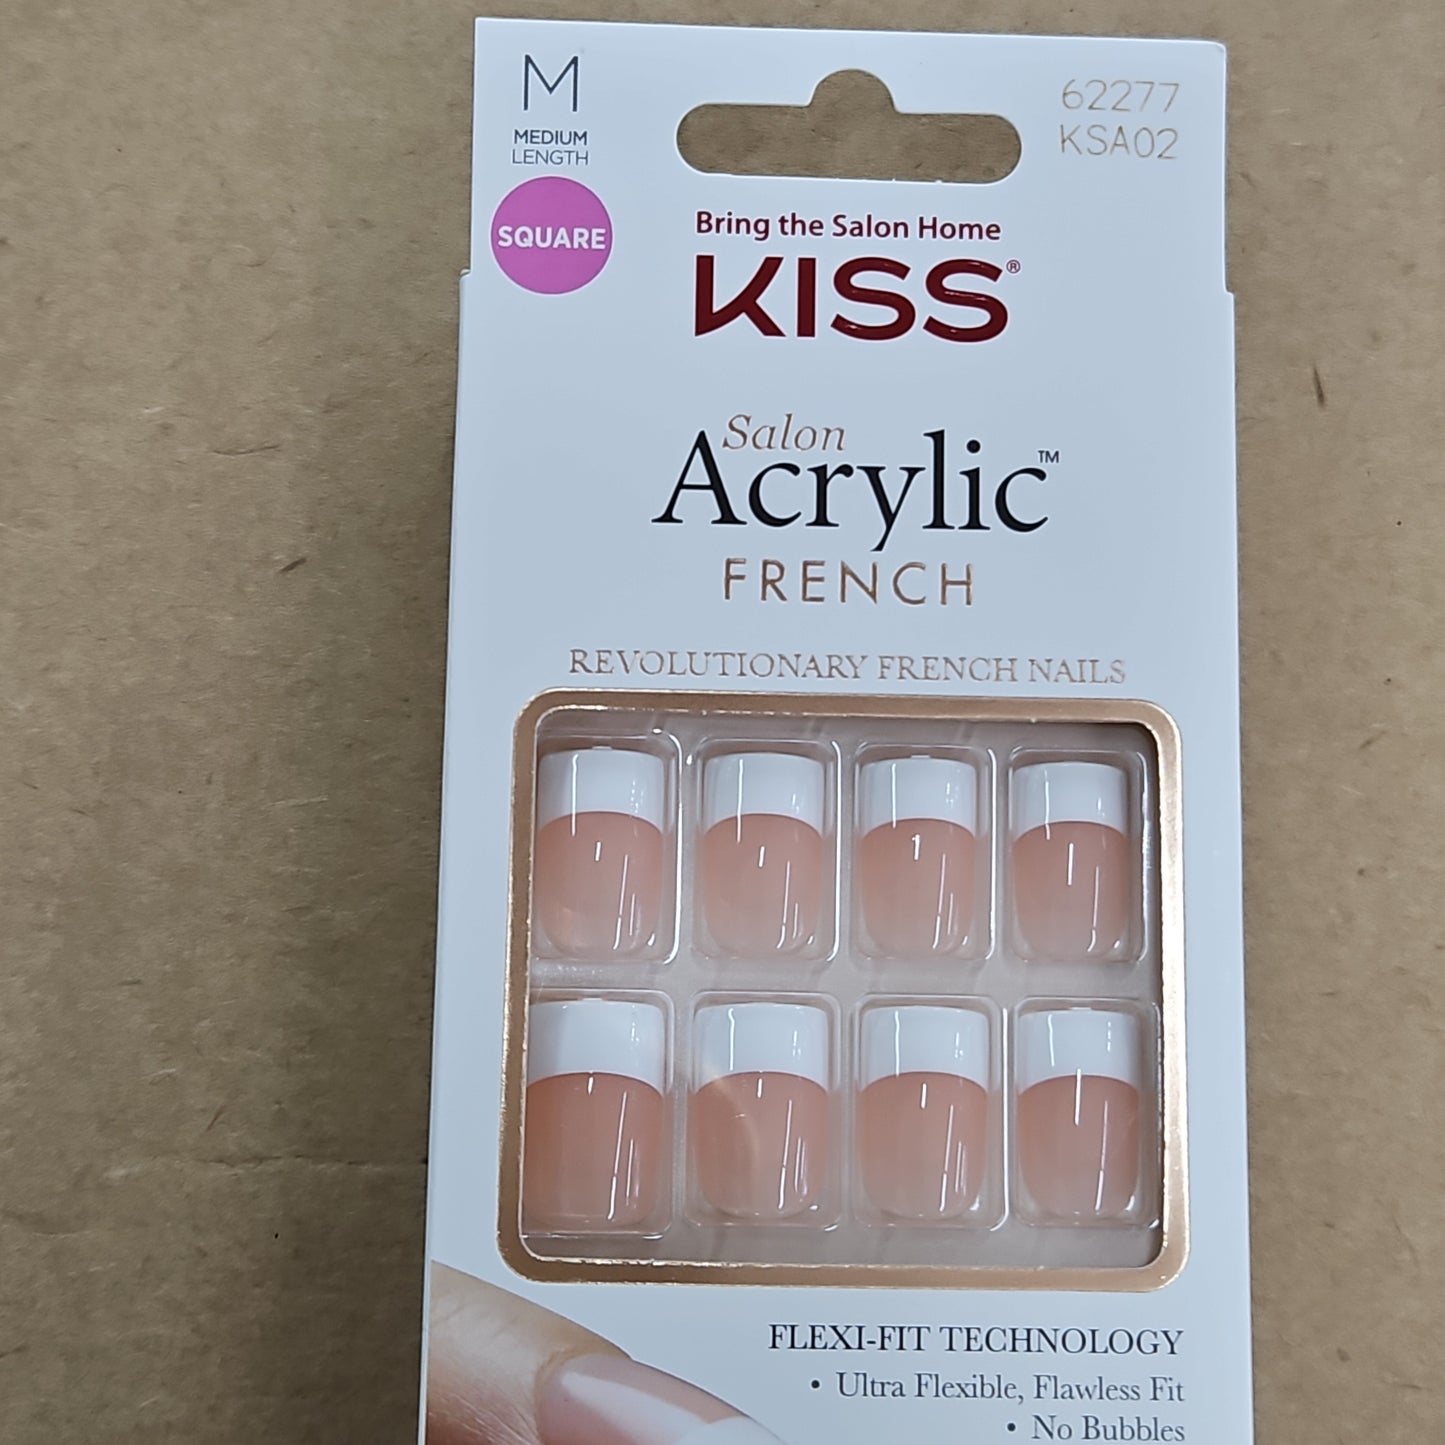 M
MEDIUM
LENGTH
SQUARE
62277
KSA02
Bring the Salon Home
KISS®
Salon
Acrylic™
FRENCH
REVOLUTIONARY FRENCH NAILS
FLEXI-FIT TECHNOLOGY
• Ultra Flexible, Flawless Fit
• No Bubbles